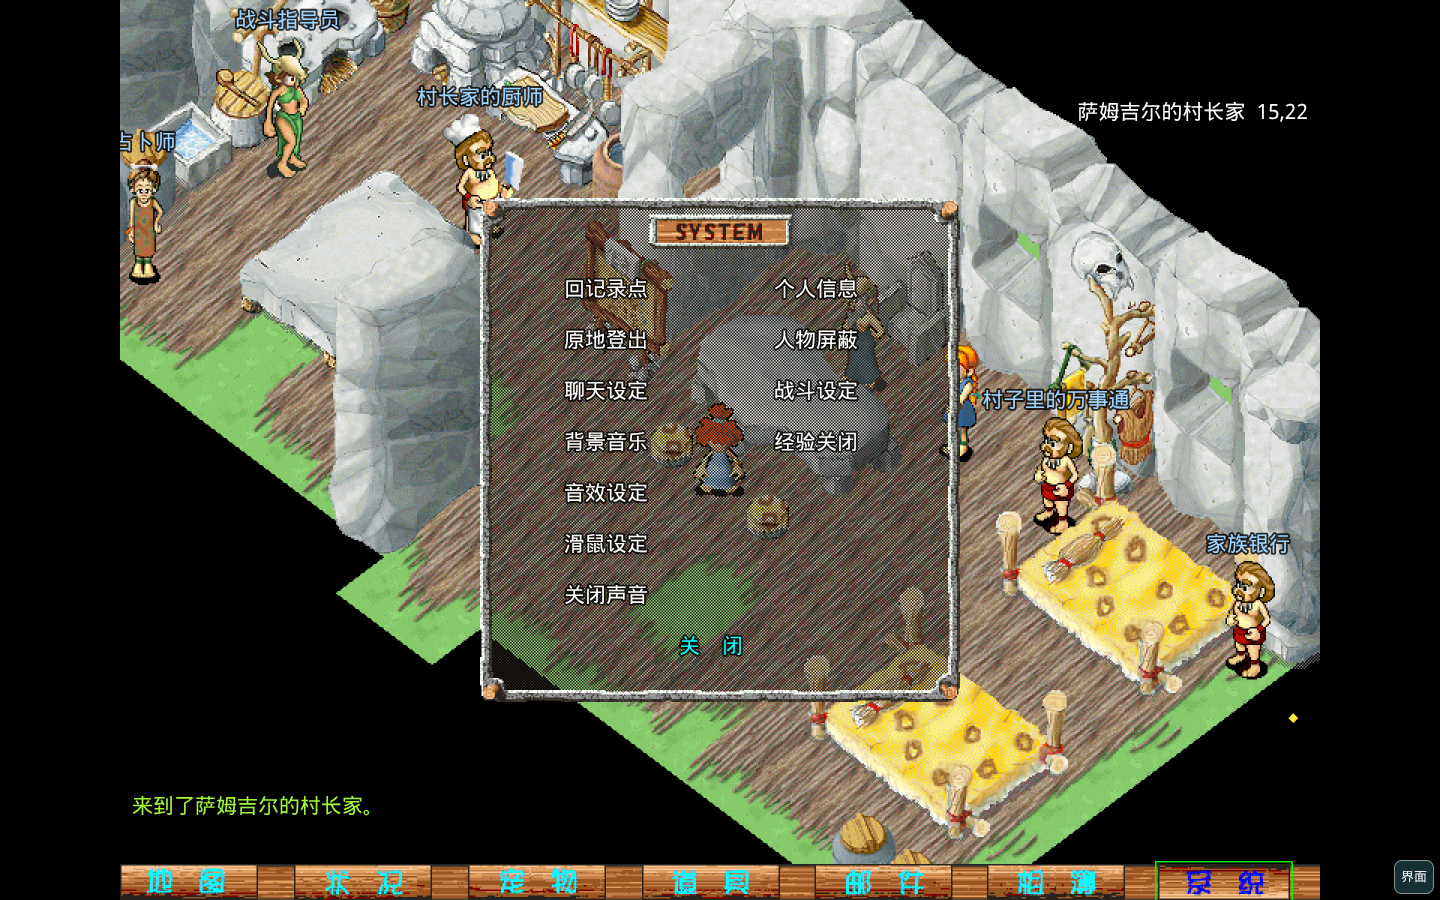 战斗指导员
村长家的厨师
萨姆吉尔的村长家 15,22
占卜师
SYSTEM
回记录点
个人信息
原地登出
人物屏蔽
聊天设定
战斗设定
村子里的万事通
背景音乐
经验关闭
音效设定
滑鼠设定
家族银行
关闭声音
关 闭
来到了萨姆吉尔的村长家。
地 图
状 况
宠 物
道 具
邮 件
相 簿
系 统
界面